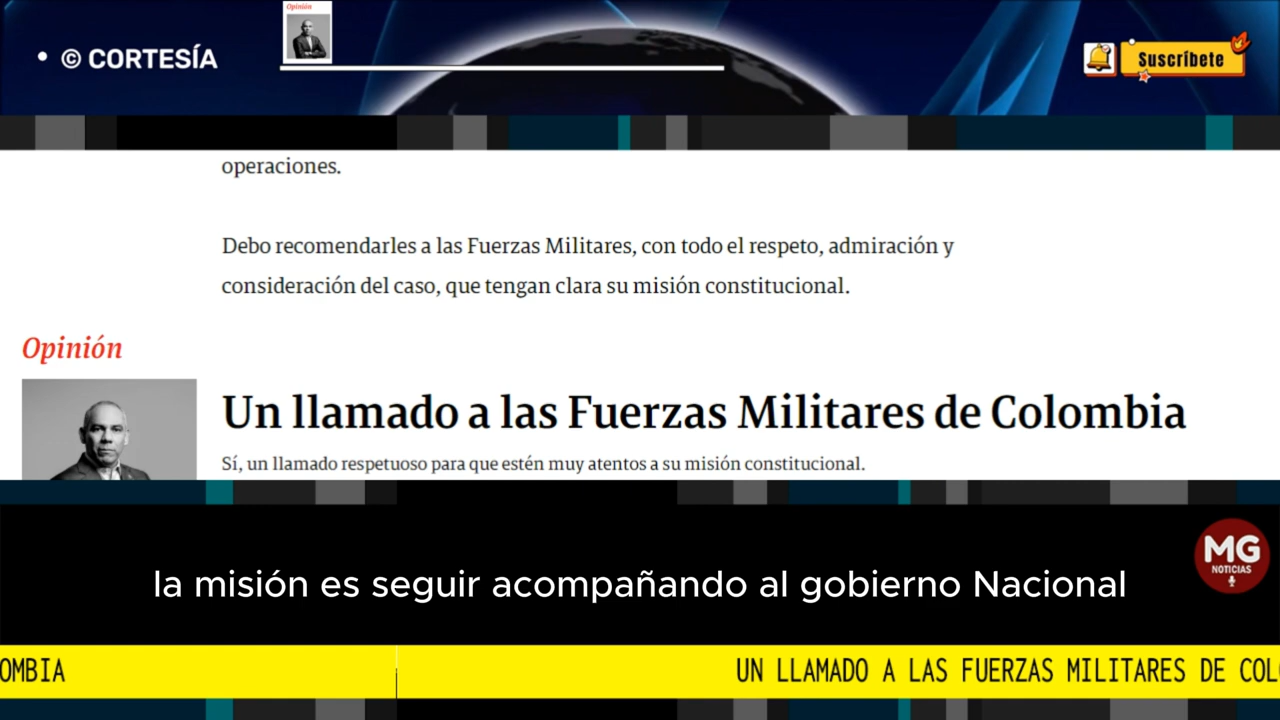 Opinión
• © CORTESÍA
Suscríbete
operaciones.
Debo recomendarles a las Fuerzas Militares, con todo el respeto, admiración y
consideración del caso, que tengan clara su misión constitucional.
Opinión
Un llamado a las Fuerzas Militares de Colombia
Sí, un llamado respetuoso para que estén muy atentos a su misión constitucional.
MG
NOTICIAS
la misión es seguir acompañando al gobierno Nacional
OMBIA
UN LLAMADO A LAS FUERZAS MILITARES DE COL